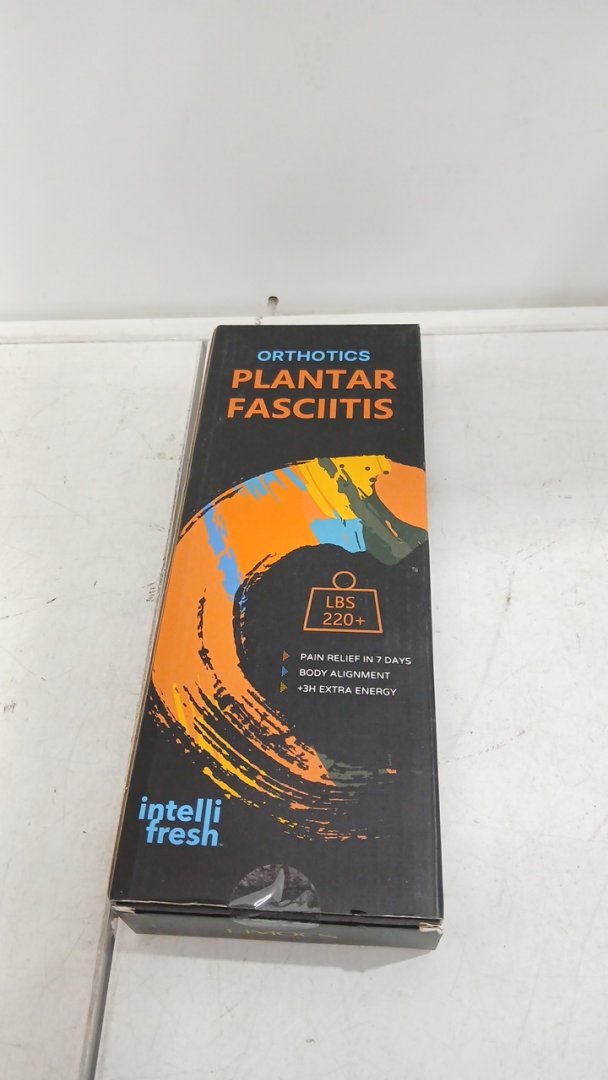 ORTHOTICS
PLANTAR
FASCIITIS
LBS
220+
PAIN RELIEF IN 7 DAYS
BODY ALIGNMENT
+3H EXTRA ENERGY
intelli
fresh